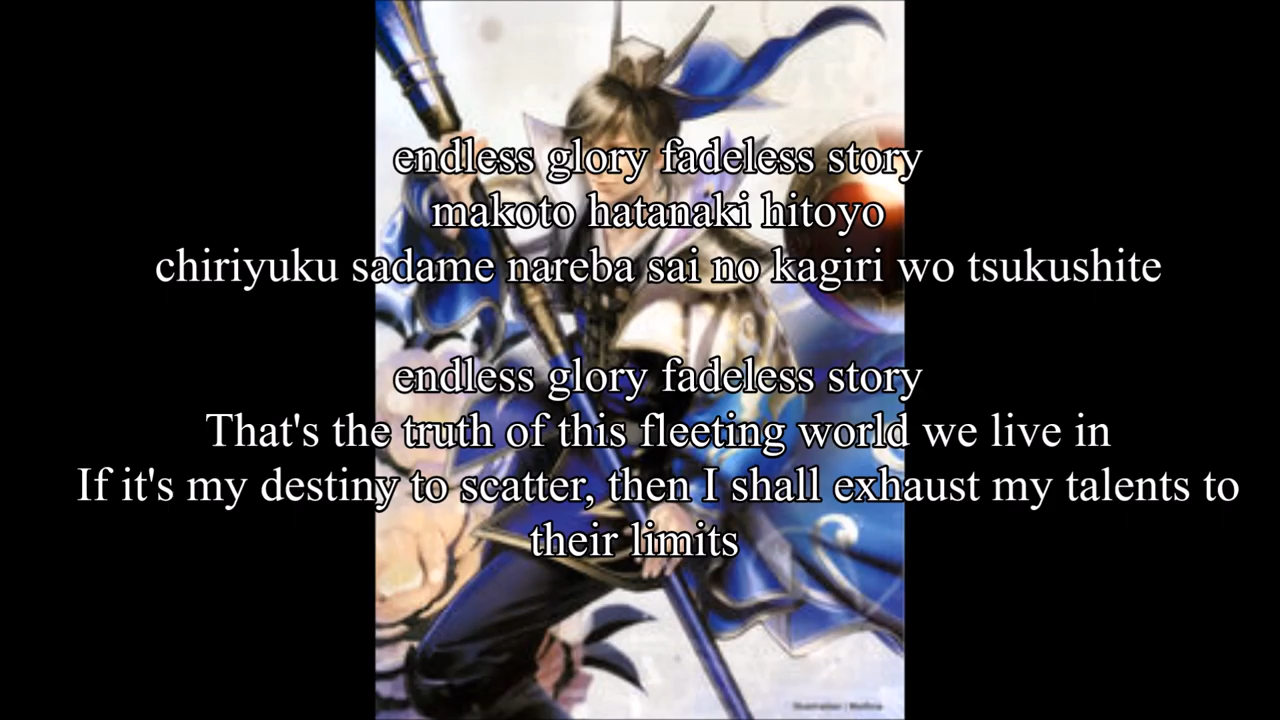 endless glory fadeless story
makoto hatanaki hitoyo
chiriyuku sadame nareba sai no kagiri wo tsukushite
endless glory fadeless story
That's the truth of this fleeting world we live in
If it's my destiny to scatter, then I shall exhaust my talents to
their limits